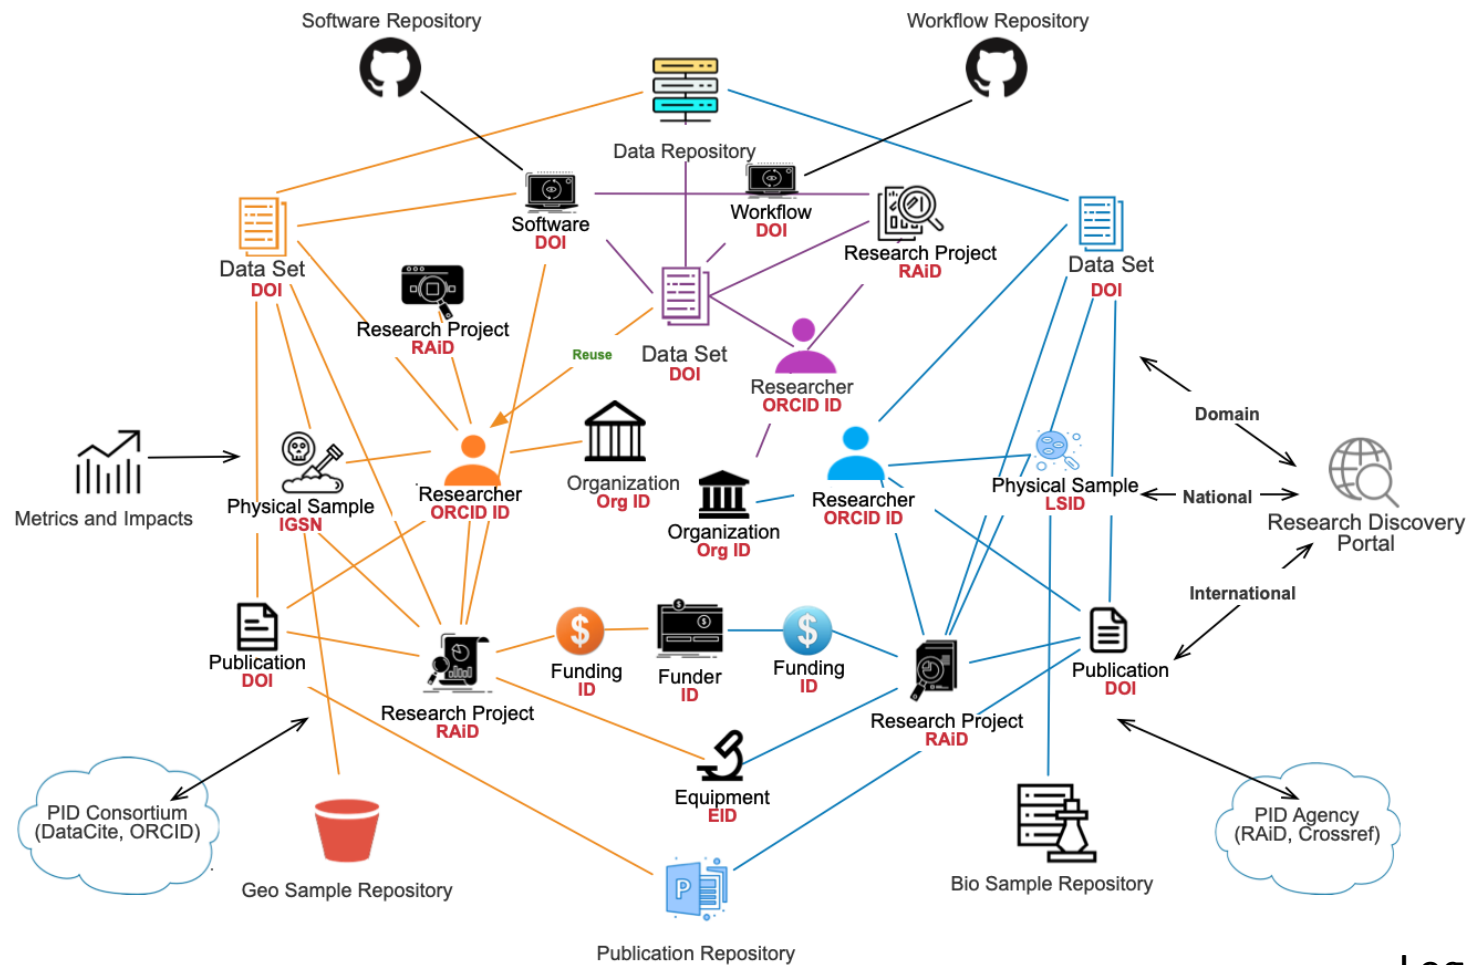 Software Repository
Workflow Repository
Data Repository
Software
DOI
Workflow
DOI
Research Project
RAiD
Data Set
DOI
Data Set
DOI
Research Project
RAiD
Reuse
Data Set
DOI
Researcher
ORCID ID
Domain
Metrics and Impacts
Physical Sample
IGSN
Researcher
ORCID ID
Organization
Org ID
Organization
Org ID
Researcher
ORCID ID
Physical Sample
LSID
National
Research Discovery
Portal
International
Publication
DOI
Research Project
RAiD
$
Funding
ID
$
Funder
ID
$
Funding
ID
Research Project
RAiD
Publication
DOI
Equipment
EID
PID Consortium
(DataCite, ORCID)
PID Agency
(RAiD, Crossref)
Geo Sample Repository
P
Bio Sample Repository
Publication Repository